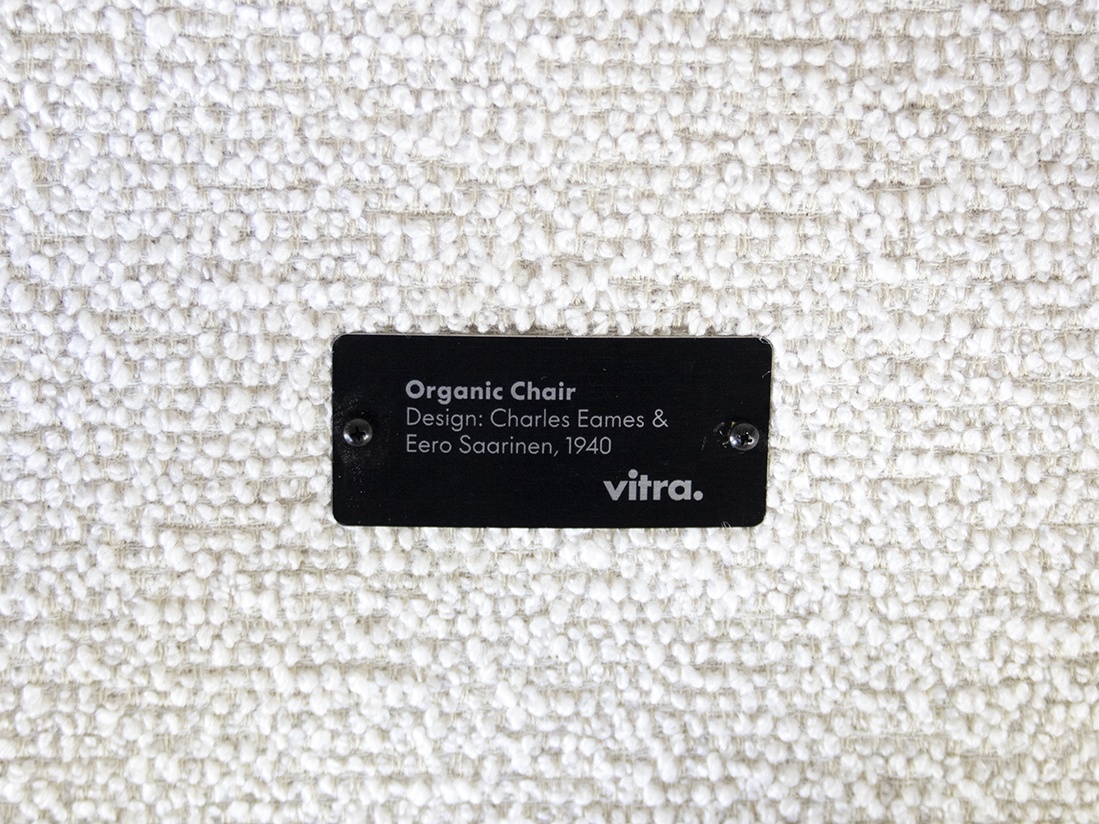 Organic Chair
Design: Charles Eames &
Eero Saarinen, 1940
vitra.